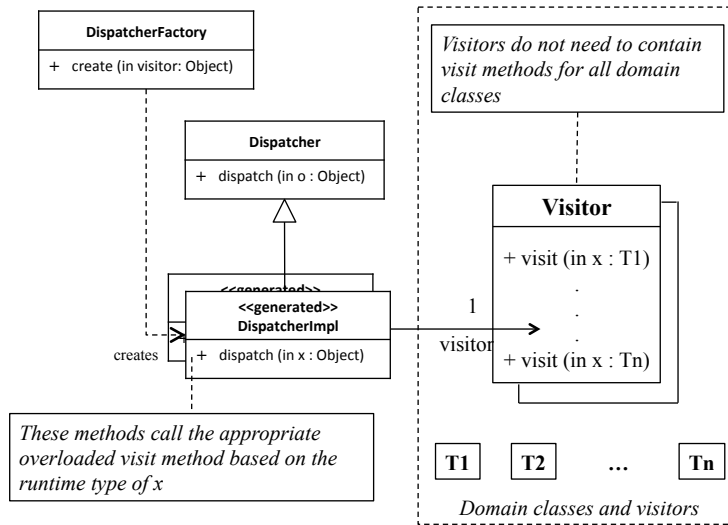 DispatcherFactory
+ create (in visitor: Object)
Visitors do not need to contain
visit methods for all domain
classes
Dispatcher
+ dispatch (in o : Object)
Visitor
+ visit (in x : T1)
.
.
.
+ visit (in x : Tn)
<<generated>>
<<generated>>
DispatcherImpl
+ dispatch (in x : Object)
creates
1
visitor
These methods call the appropriate
overloaded visit method based on the
runtime type of x
T1 T2 ... Tn
Domain classes and visitors